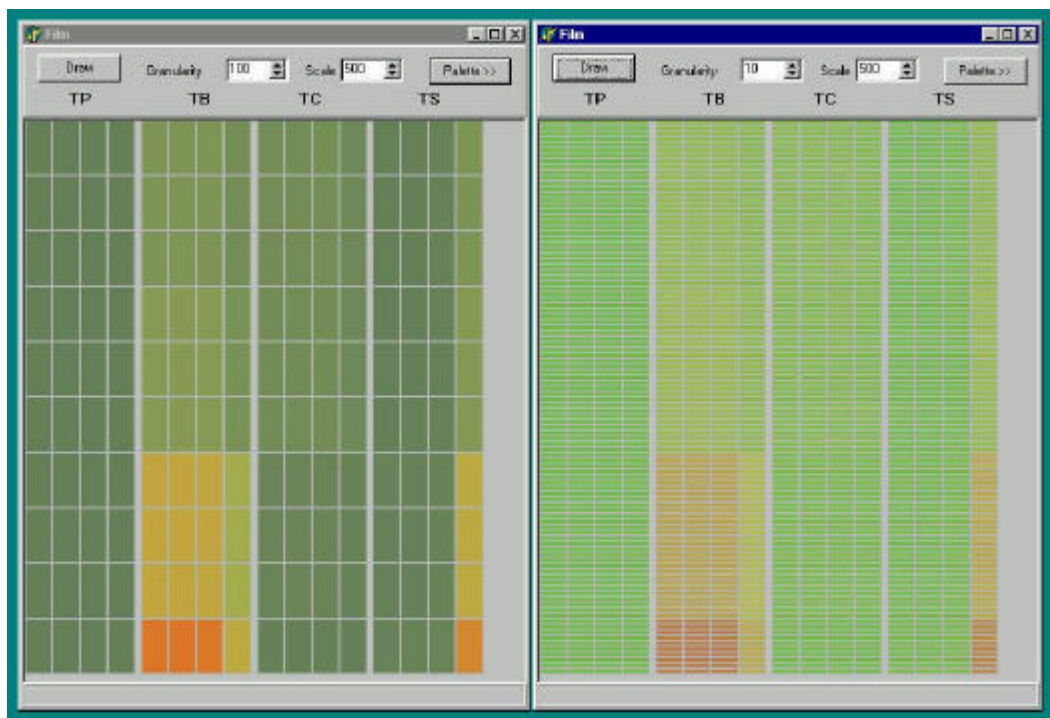 Film
Draw Granularity 100 Scale 500 Palette >>
TP TB TC TS
Film
Draw Granularity 10 Scale 500 Palette >>
TP TB TC TS